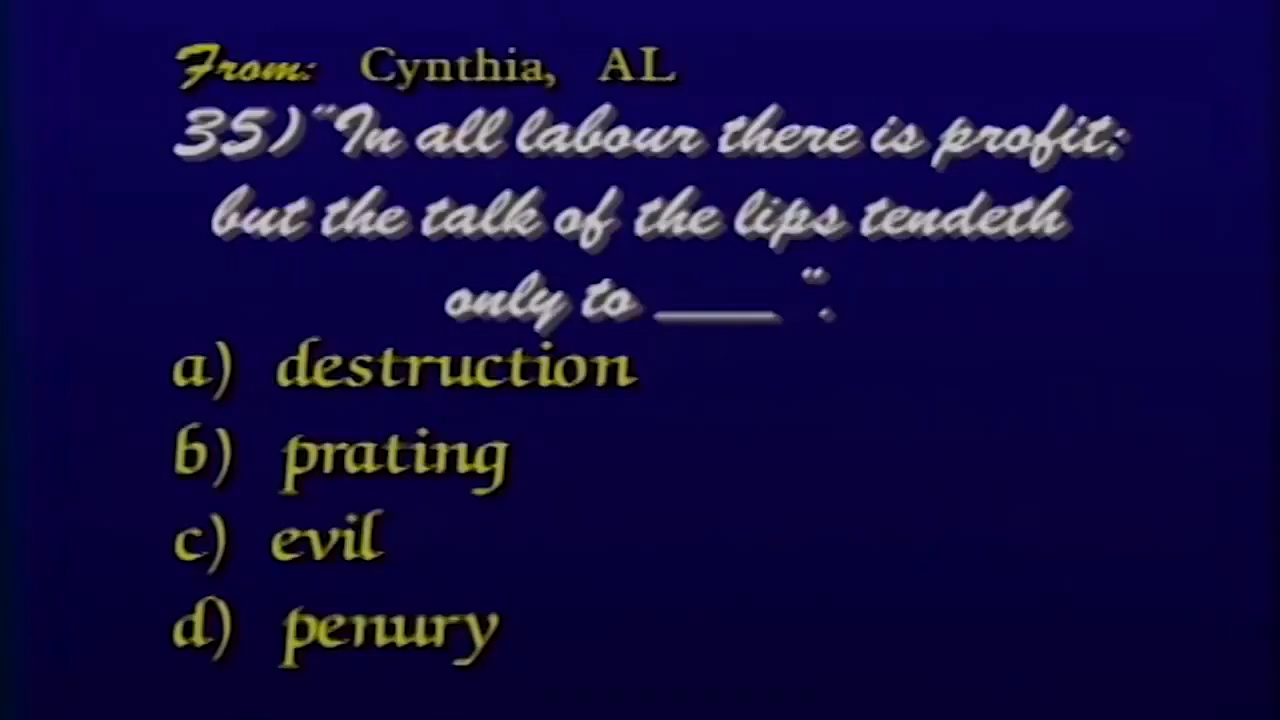 From: Cynthia, AL
35) "In all labour there is profit:
but the talk of the lips tendeth
only to ____ ".
a) destruction
b) prating
c) evil
d) penury